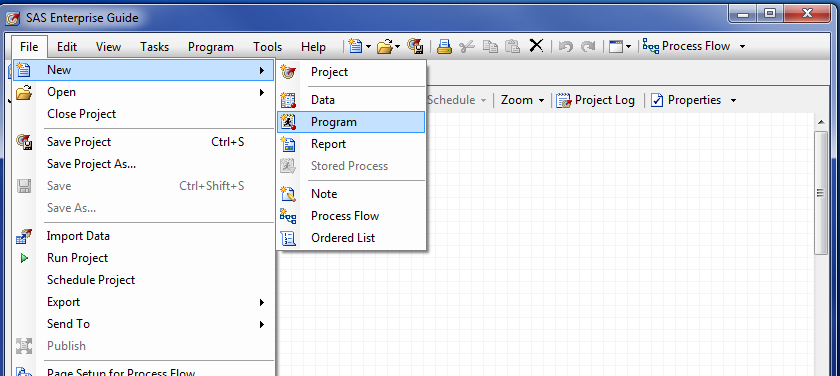 SAS Enterprise Guide
File Edit View Tasks Program Tools Help Process Flow
New
Open
Close Project
Save Project Ctrl+S
Save Project As...
Save Ctrl+Shift+S
Save As...
Import Data
Run Project
Schedule Project
Export
Send To
Publish
Page Setup for Process Flow
Project
Data
Program
Report
Stored Process
Note
Process Flow
Ordered List
Schedule Zoom Project Log Properties